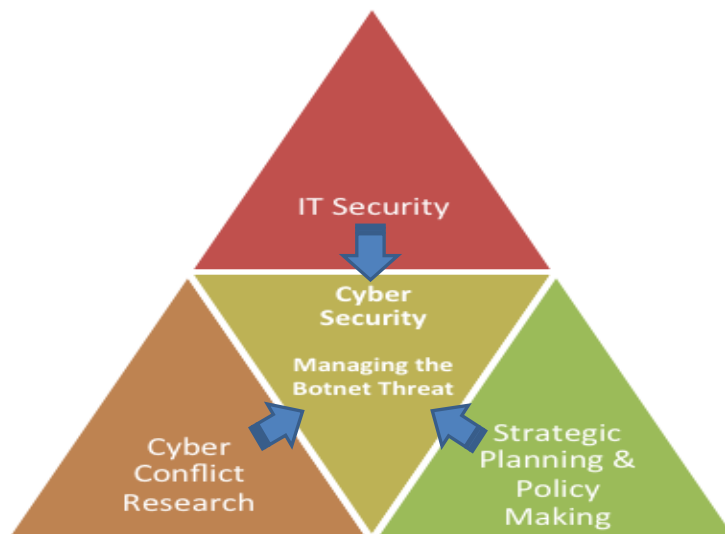 IT Security
Cyber
Security
Managing the
Botnet Threat
Cyber
Conflict
Research
Strategic
Planning &
Policy
Making